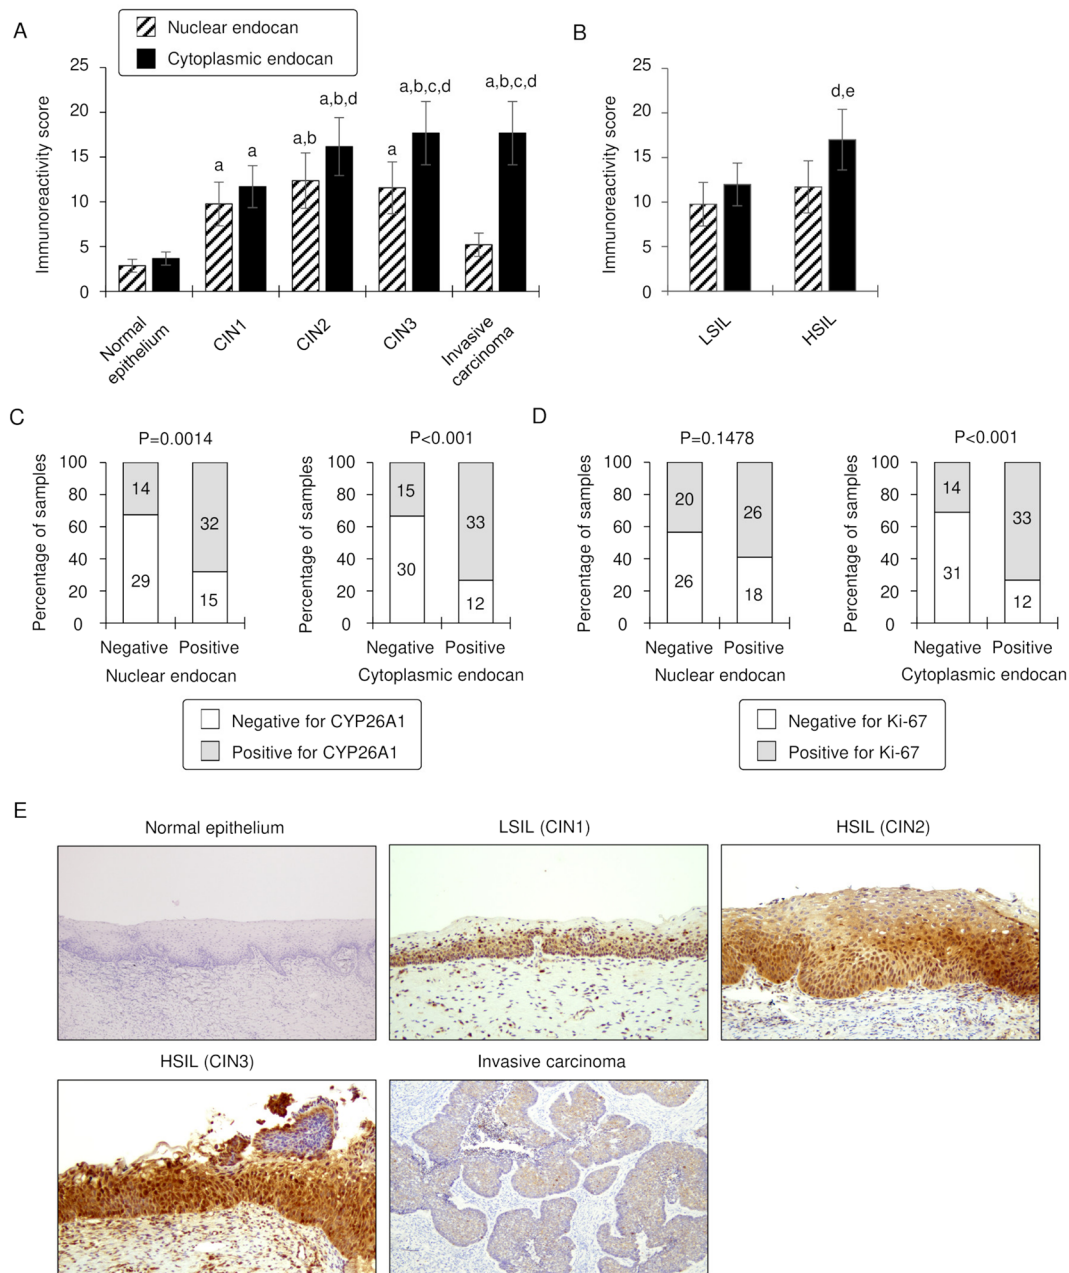 A
Nuclear endocan
Cytoplasmic endocan
Immunoreactivity score
25
20
15
10
5
0
a
a
a,b
a,b,d
a
a,b,c,d
a,b,c,d
Normal
epithelium
CIN1
CIN2
CIN3
Invasive
carcinoma
B
Immunoreactivity score
25
20
15
10
5
0
d,e
LSIL
HSIL
C
P=0.0014
Percentage of samples
100
80
60
40
20
0
14
32
29
15
Negative Positive
Nuclear endocan
P<0.001
Percentage of samples
100
80
60
40
20
0
15
33
30
12
Negative Positive
Cytoplasmic endocan
Negative for CYP26A1
Positive for CYP26A1
D
P=0.1478
Percentage of samples
100
80
60
40
20
0
20
26
26
18
Negative Positive
Nuclear endocan
P<0.001
Percentage of samples
100
80
60
40
20
0
14
33
31
12
Negative Positive
Cytoplasmic endocan
Negative for Ki-67
Positive for Ki-67
E
Normal epithelium
LSIL (CIN1)
HSIL (CIN2)
HSIL (CIN3)
Invasive carcinoma